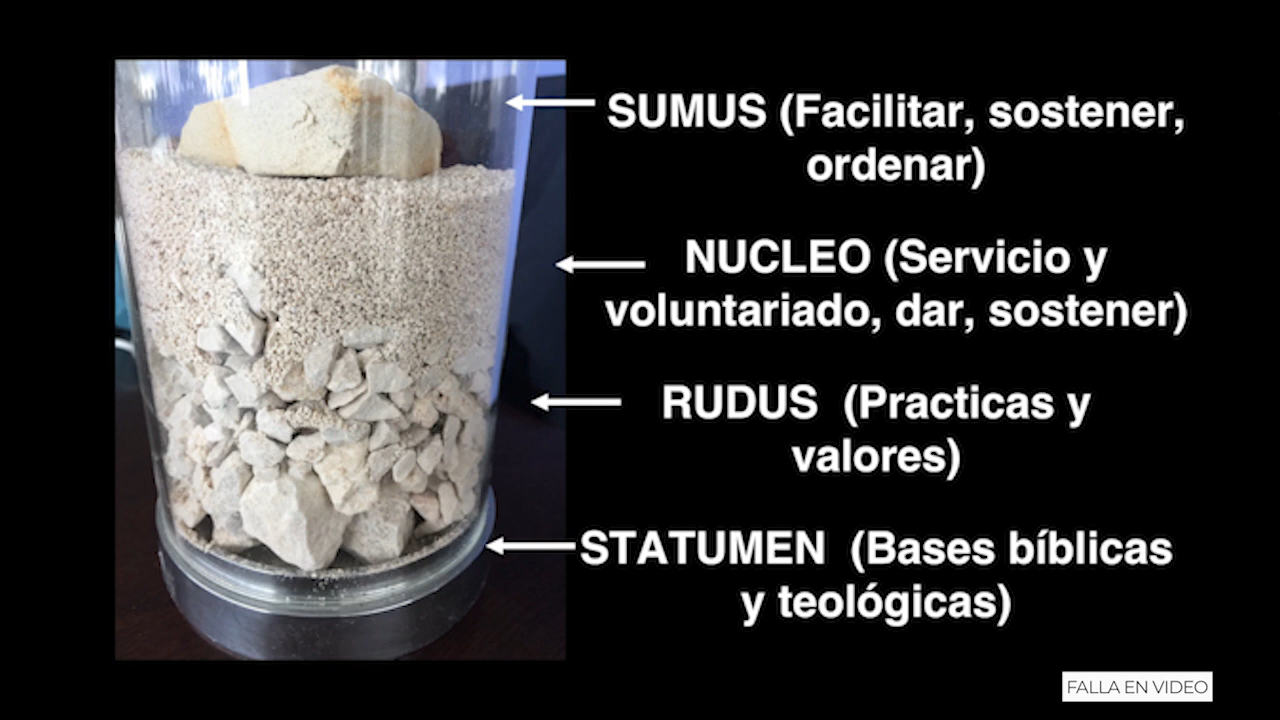 SUMUS (Facilitar, sostener,
ordenar)
NUCLEO (Servicio y
voluntariado, dar, sostener)
RUDUS (Practicas y
valores)
STATUMEN (Bases bíblicas
y teológicas)
FALLA EN VIDEO